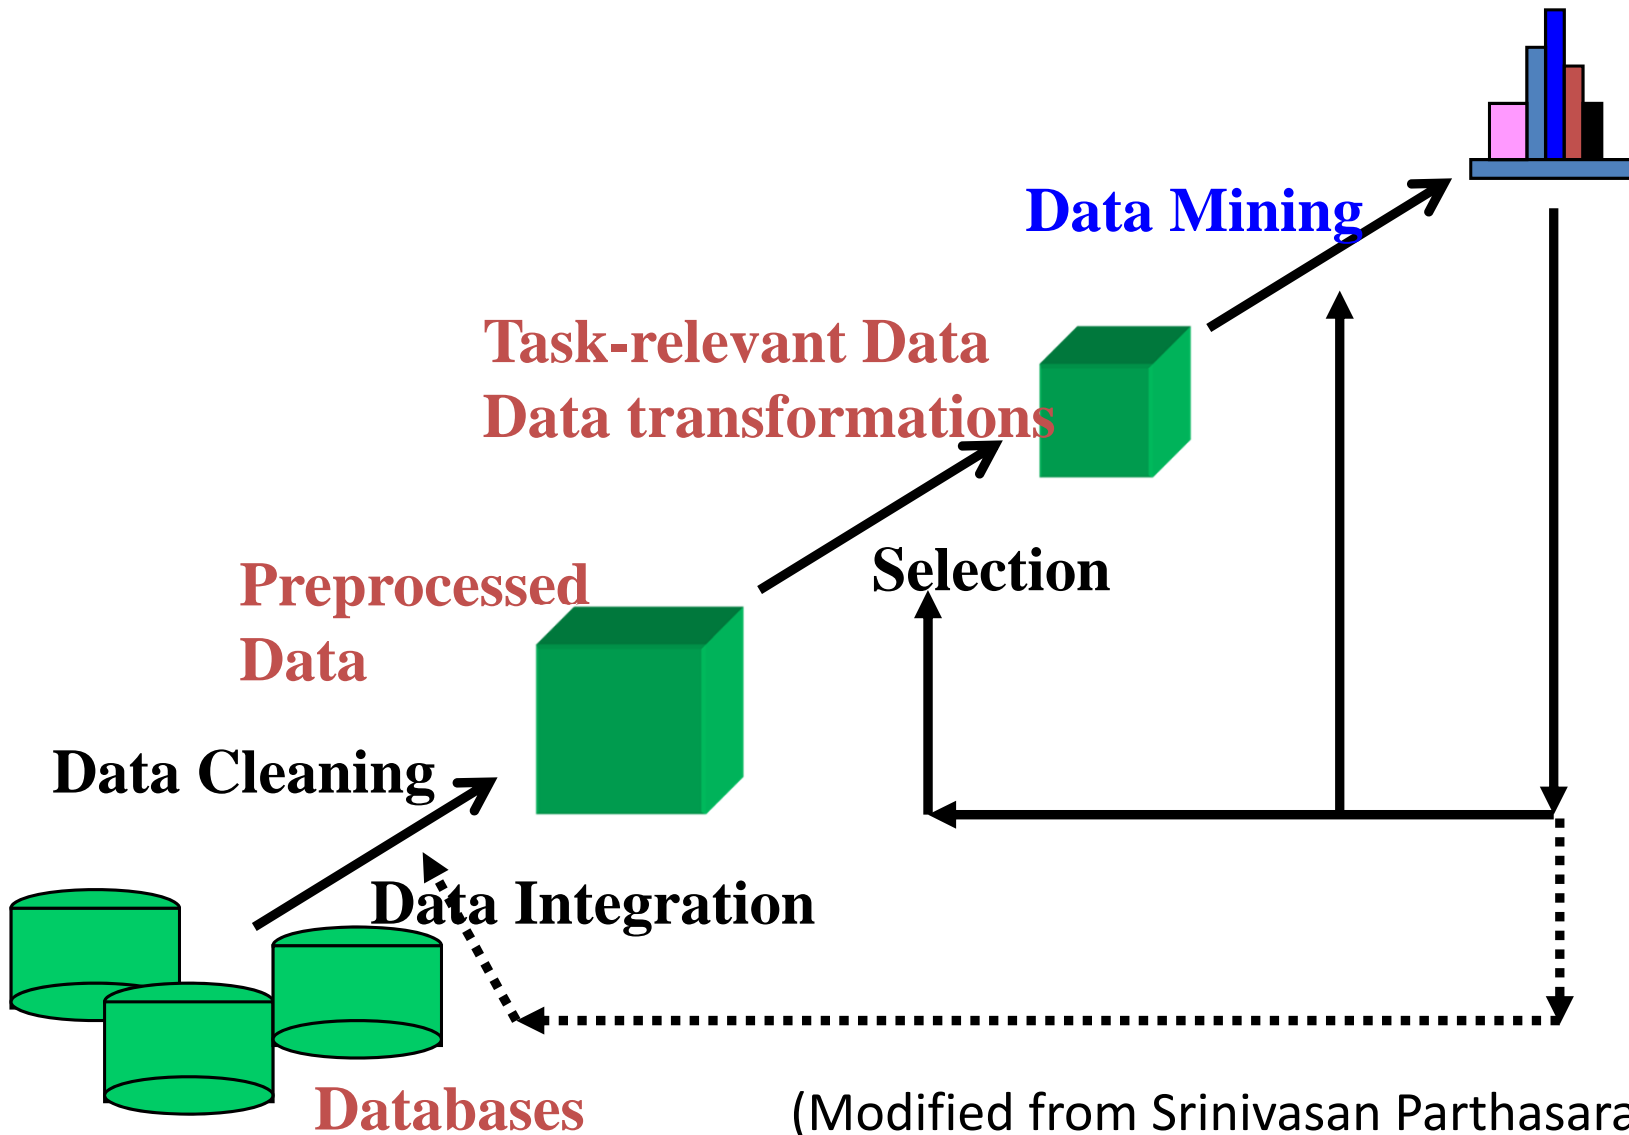 Data Mining
Task-relevant Data
Data transformations
Selection
Preprocessed
Data
Data Cleaning
Data Integration
Databases
(Modified from Srinivasan Parthasara